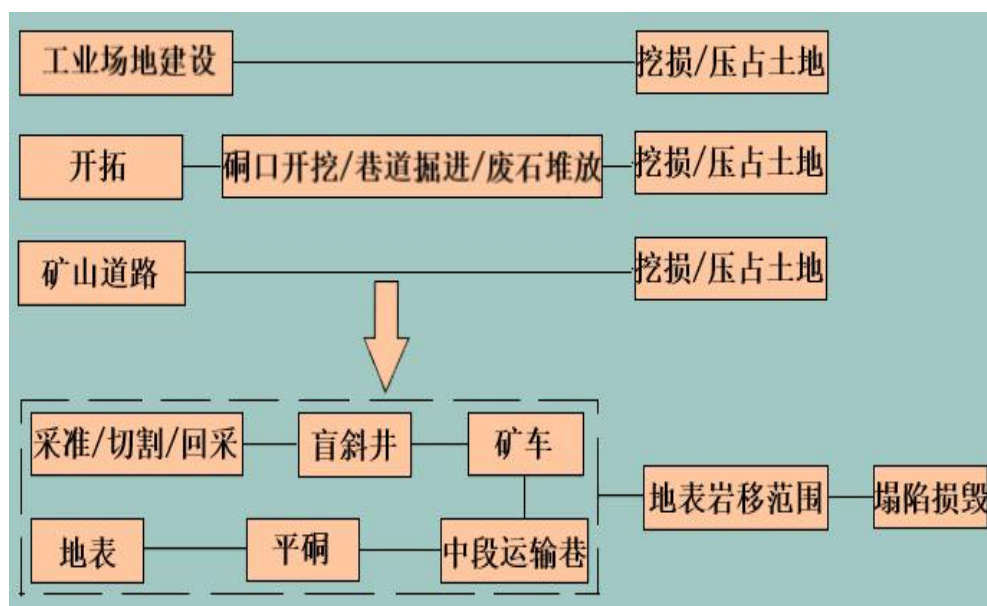 工业场地建设
挖损/压占土地
开拓
硐口开挖/巷道掘进/废石堆放
挖损/压占土地
矿山道路
挖损/压占土地
采准/切割/回采
盲斜井
矿车
地表岩移范围
塌陷损毁
地表
平硐
中段运输巷